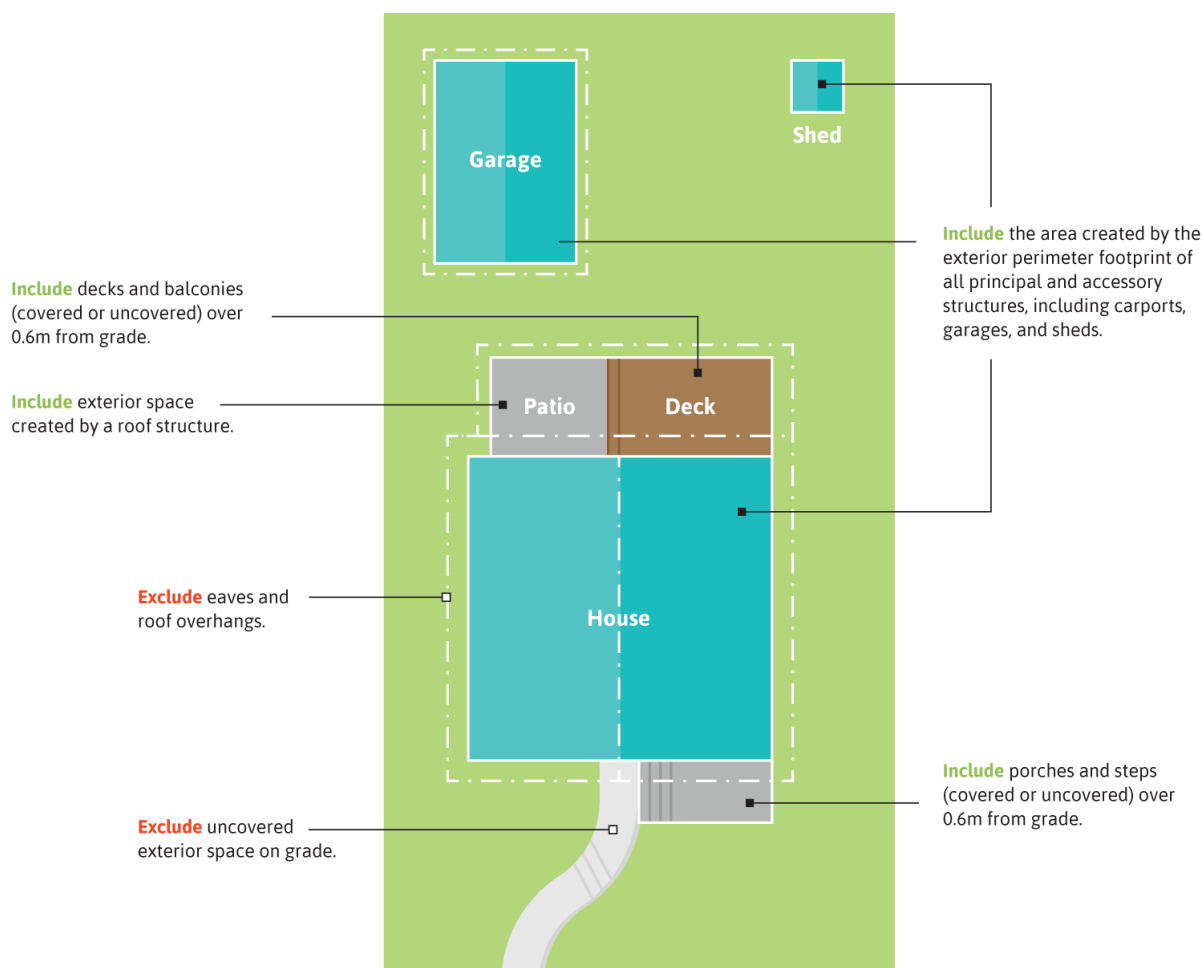 Garage
Shed
Include the area created by the
exterior perimeter footprint of
all principal and accessory
structures, including carports,
garages, and sheds.
Include decks and balconies
(covered or uncovered) over
0.6m from grade.
Include exterior space
created by a roof structure.
Patio
Deck
Exclude eaves and
roof overhangs.
House
Include porches and steps
(covered or uncovered) over
0.6m from grade.
Exclude uncovered
exterior space on grade.